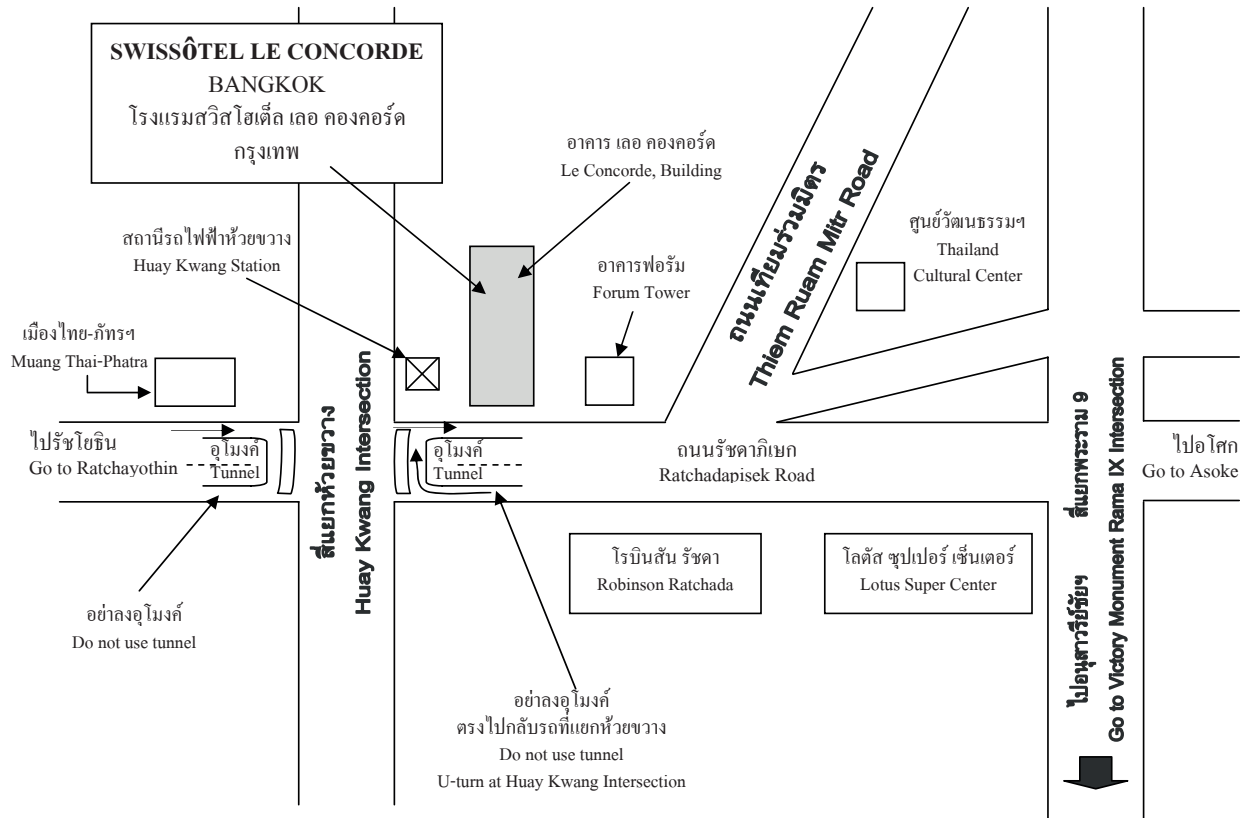 SWISSÔTEL LE CONCORDE
BANGKOK
โรงแรมสวิสโฮเต็ล เลอ คองคอร์ด
กรุงเทพ
อาคาร เลอ คองคอร์ด
Le Concorde, Building
ถนนเทียมร่วมมิตร
Thiem Ruam Mitr Road
ศูนย์วัฒนธรรมฯ
Thailand
Cultural Center
สถานีรถไฟฟ้าห้วยขวาง
Huay Kwang Station
อาคารฟอรัม
Forum Tower
เมืองไทย-ภัทรฯ
Muang Thai-Phatra
ไปรัชโยธิน
Go to Ratchayothin
อุโมงค์
Tunnel
สี่แยกห้วยขวาง
Huay Kwang Intersection
อุโมงค์
Tunnel
ถนนรัชดาภิเษก
Ratchadapisek Road
สี่แยกพระราม 9
ไปอนุสาวรีย์ชัยฯ
Go to Victory Monument Rama IX Intersection
ไปอโศก
Go to Asoke
โรบินสัน รัชดา
Robinson Ratchada
โลตัส ซุปเปอร์ เซ็นเตอร์
Lotus Super Center
อย่าลงอุโมงค์
Do not use tunnel
อย่าลงอุโมงค์
ตรงไปกลับรถที่แยกห้วยขวาง
Do not use tunnel
U-turn at Huay Kwang Intersection